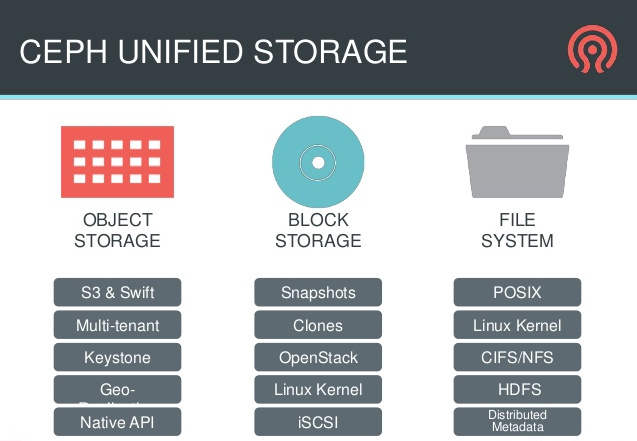 CEPH UNIFIED STORAGE
OBJECT
STORAGE
S3 & Swift
Multi-tenant
Keystone
Geo-
Native API
BLOCK
STORAGE
Snapshots
Clones
OpenStack
Linux Kernel
iSCSI
FILE
SYSTEM
POSIX
Linux Kernel
CIFS/NFS
HDFS
Distributed
Metadata